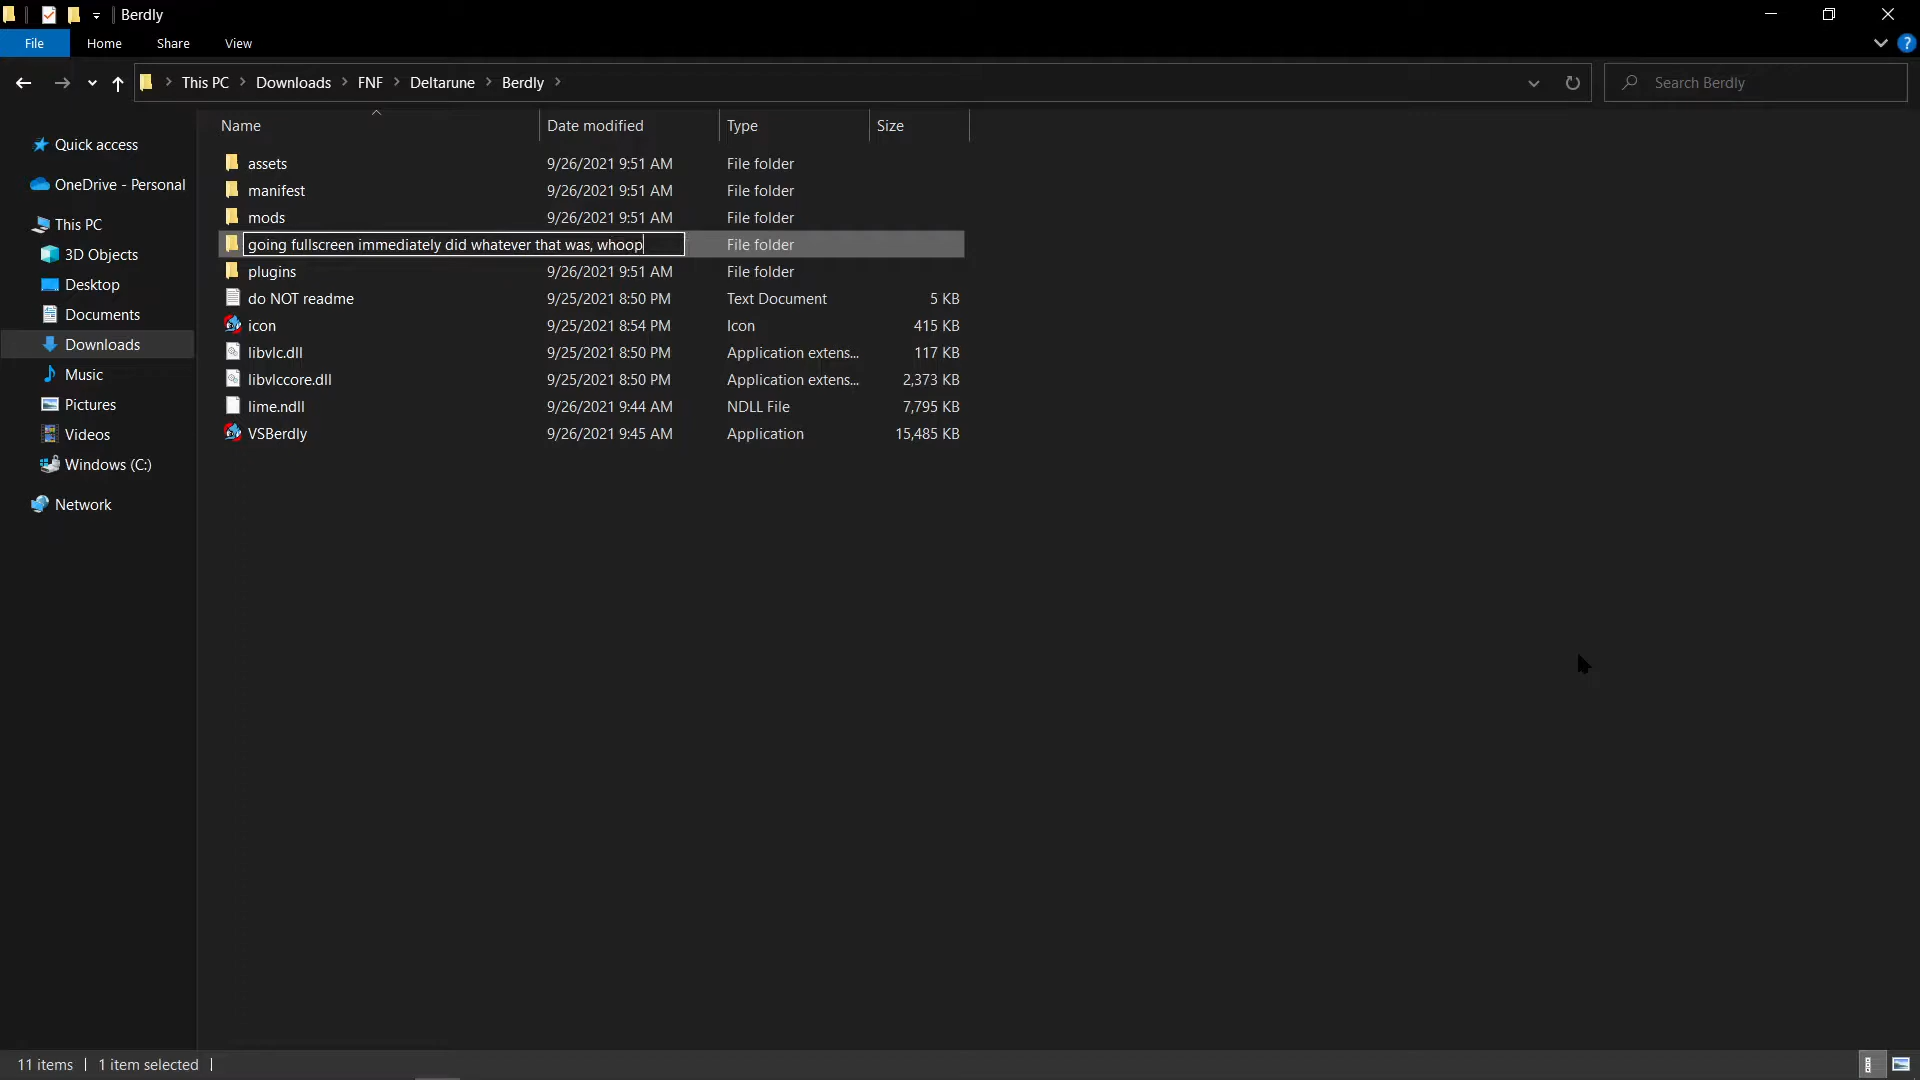 Berdly
File Home Share View
This PC Downloads FNF Deltarune Berdly
Search Berdly
Name Date modified Type Size
Quick access
OneDrive - Personal
This PC
3D Objects
Desktop
Documents
Downloads
Music
Pictures
Videos
Windows (C:)
Network
assets 9/26/2021 9:51 AM File folder
manifest 9/26/2021 9:51 AM File folder
mods 9/26/2021 9:51 AM File folder
going fullscreen immediately did whatever that was, whoop File folder
plugins 9/26/2021 9:51 AM File folder
do NOT readme 9/25/2021 8:50 PM Text Document 5 KB
icon 9/25/2021 8:54 PM Icon 415 KB
libvlc.dll 9/25/2021 8:50 PM Application extens... 117 KB
libvlccore.dll 9/25/2021 8:50 PM Application extens... 2,373 KB
lime.ndll 9/26/2021 9:44 AM NDLL File 7,795 KB
VSBerdly 9/26/2021 9:45 AM Application 15,485 KB
11 items 1 item selected